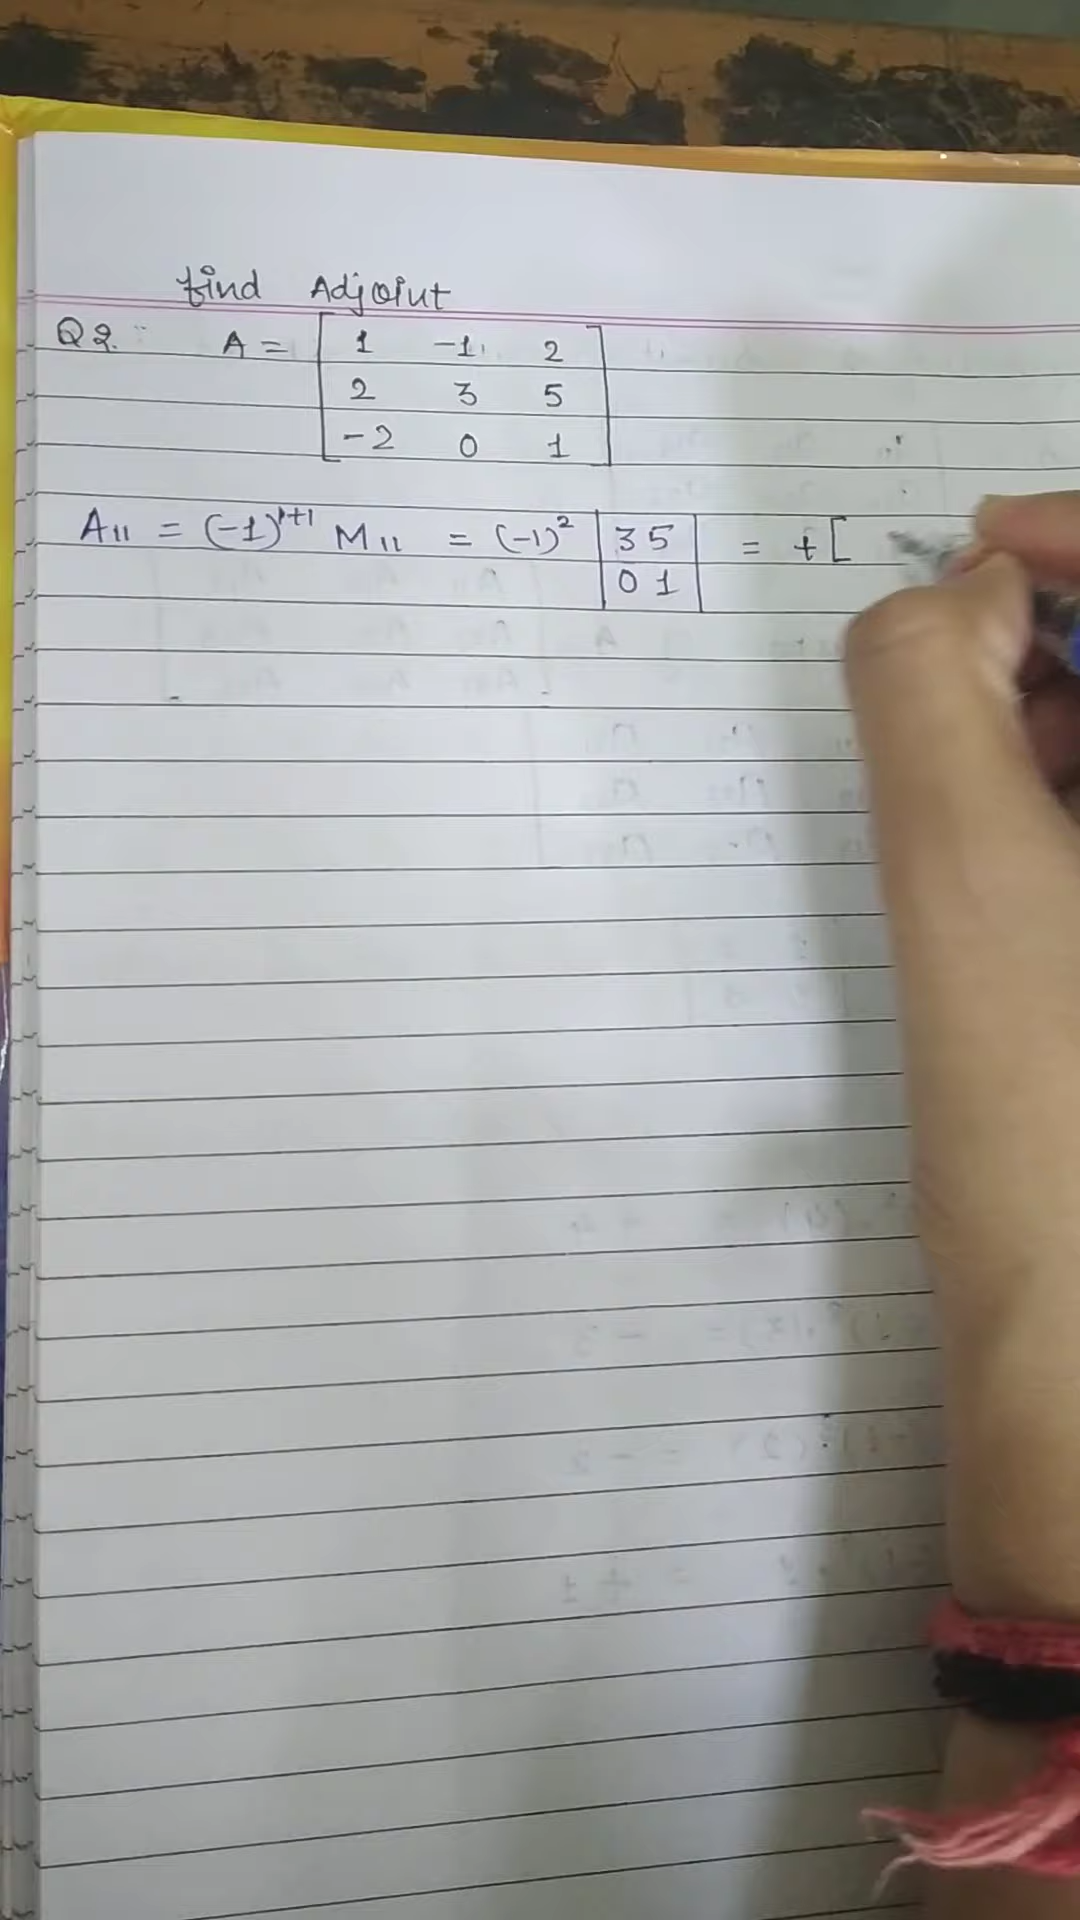 find Adjoint
Q2. A = [ 1 -1 2
2 3 5
-2 0 1 ]
A11 = (-1)^1+1 M11 = (-1)^2 | 3 5 | = + [
0 1